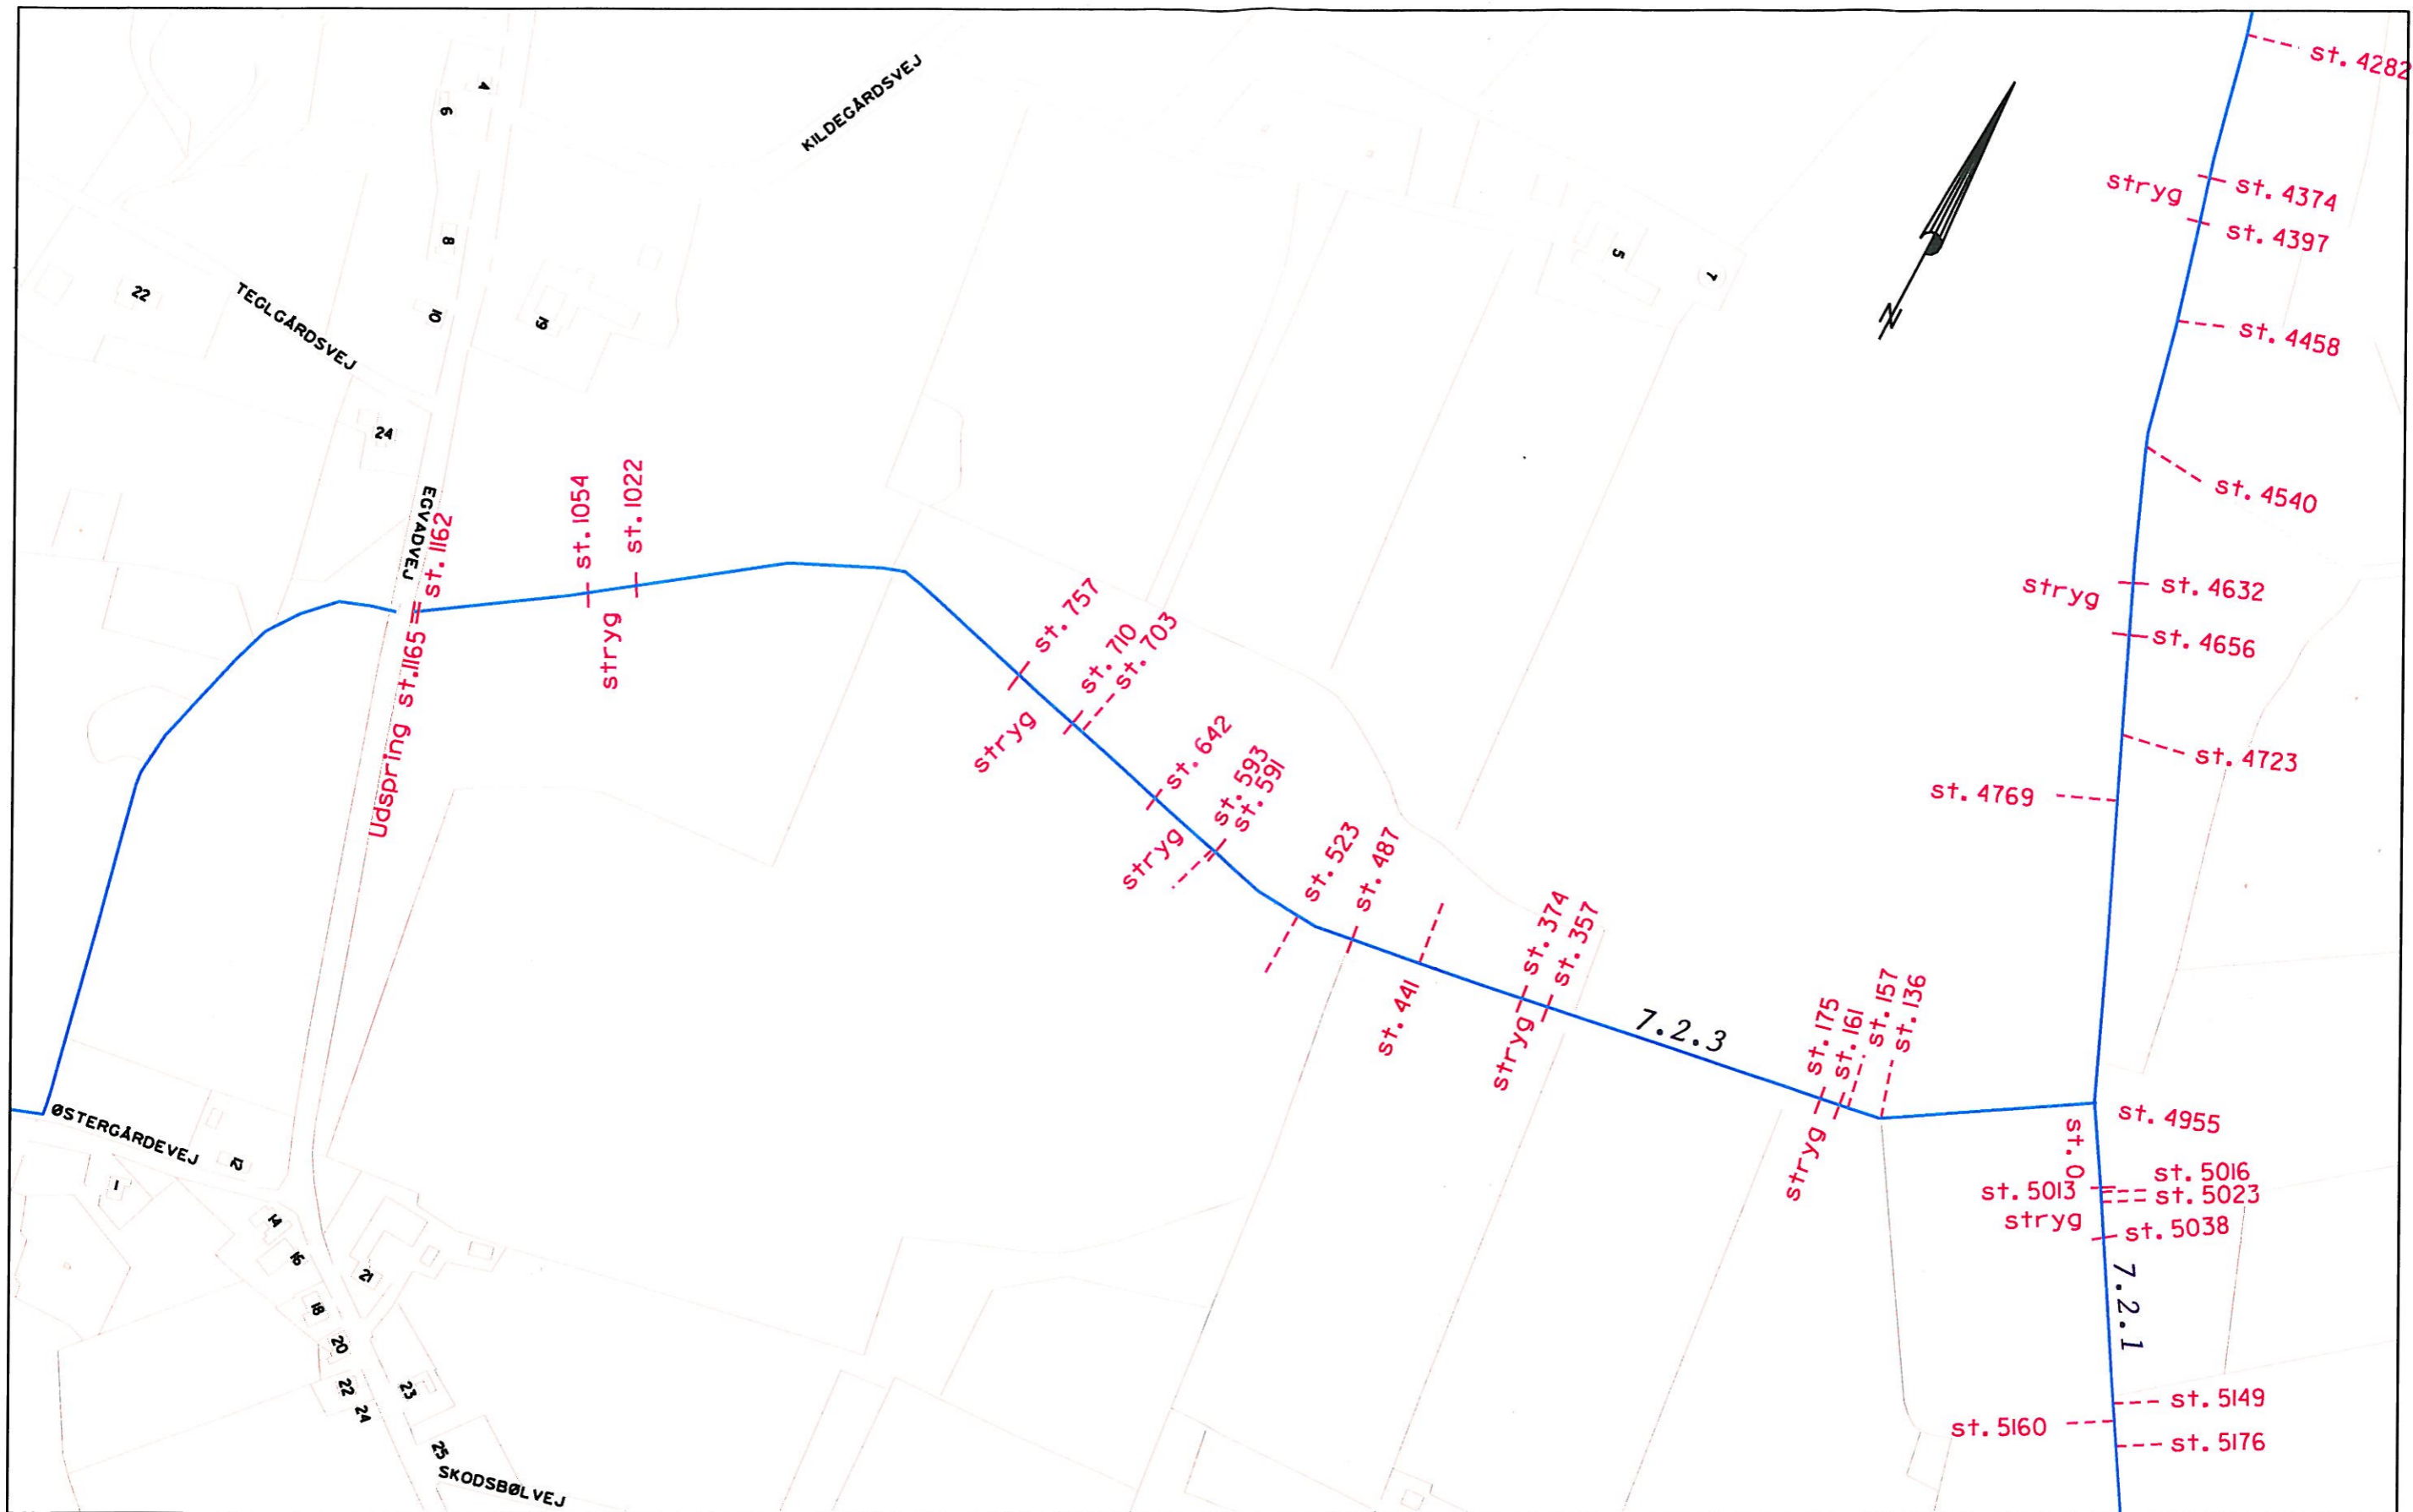 st. 4282
KILDEGÅRDSVEJ
4
6
8
10
19
22
TEGLGÅRDSVEJ
24
5
7
N
stryg
st. 4374
st. 4397
st. 4458
st. 4540
EGVADVEJ
Udspring st.1165 = st. 1162
st. 1054
st. 1022
stryg
st. 757
st. 710
st. 703
stryg
st. 642
st. 593
st. 591
stryg
st. 523
st. 487
st. 441
st. 374
st. 357
stryg
7.2.3
st. 175
st. 161
st. 157
st. 136
stryg
stryg
st. 4632
st. 4656
st. 4723
st. 4769
st. 4955
st. 0
st. 5016
st. 5013
st. 5023
stryg
st. 5038
7.2.1
st. 5149
st. 5160
st. 5176
ØSTERGÅRDEVEJ
12
1
14
16
21
18
20
22
24
23
25
SKODSBØLVEJ